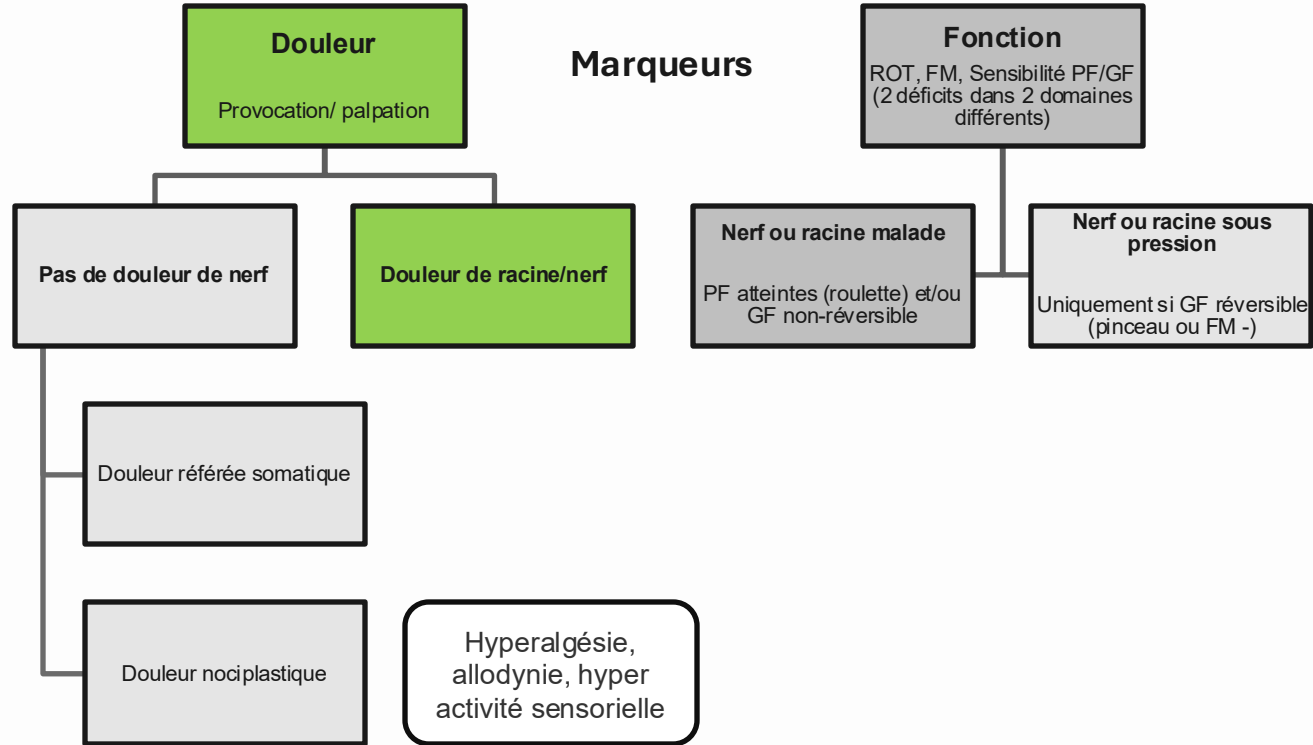 Douleur
Provocation/ palpation
Marqueurs
Fonction
ROT, FM, Sensibilité PF/GF
(2 déficits dans 2 domaines
différents)
Pas de douleur de nerf
Douleur de racine/nerf
Nerf ou racine malade
PF atteintes (roulette) et/ou
GF non-réversible
Nerf ou racine sous
pression
Uniquement si GF réversible
(pinceau ou FM -)
Douleur référée somatique
Douleur nociplastique
Hyperalgésie,
allodynie, hyper
activité sensorielle